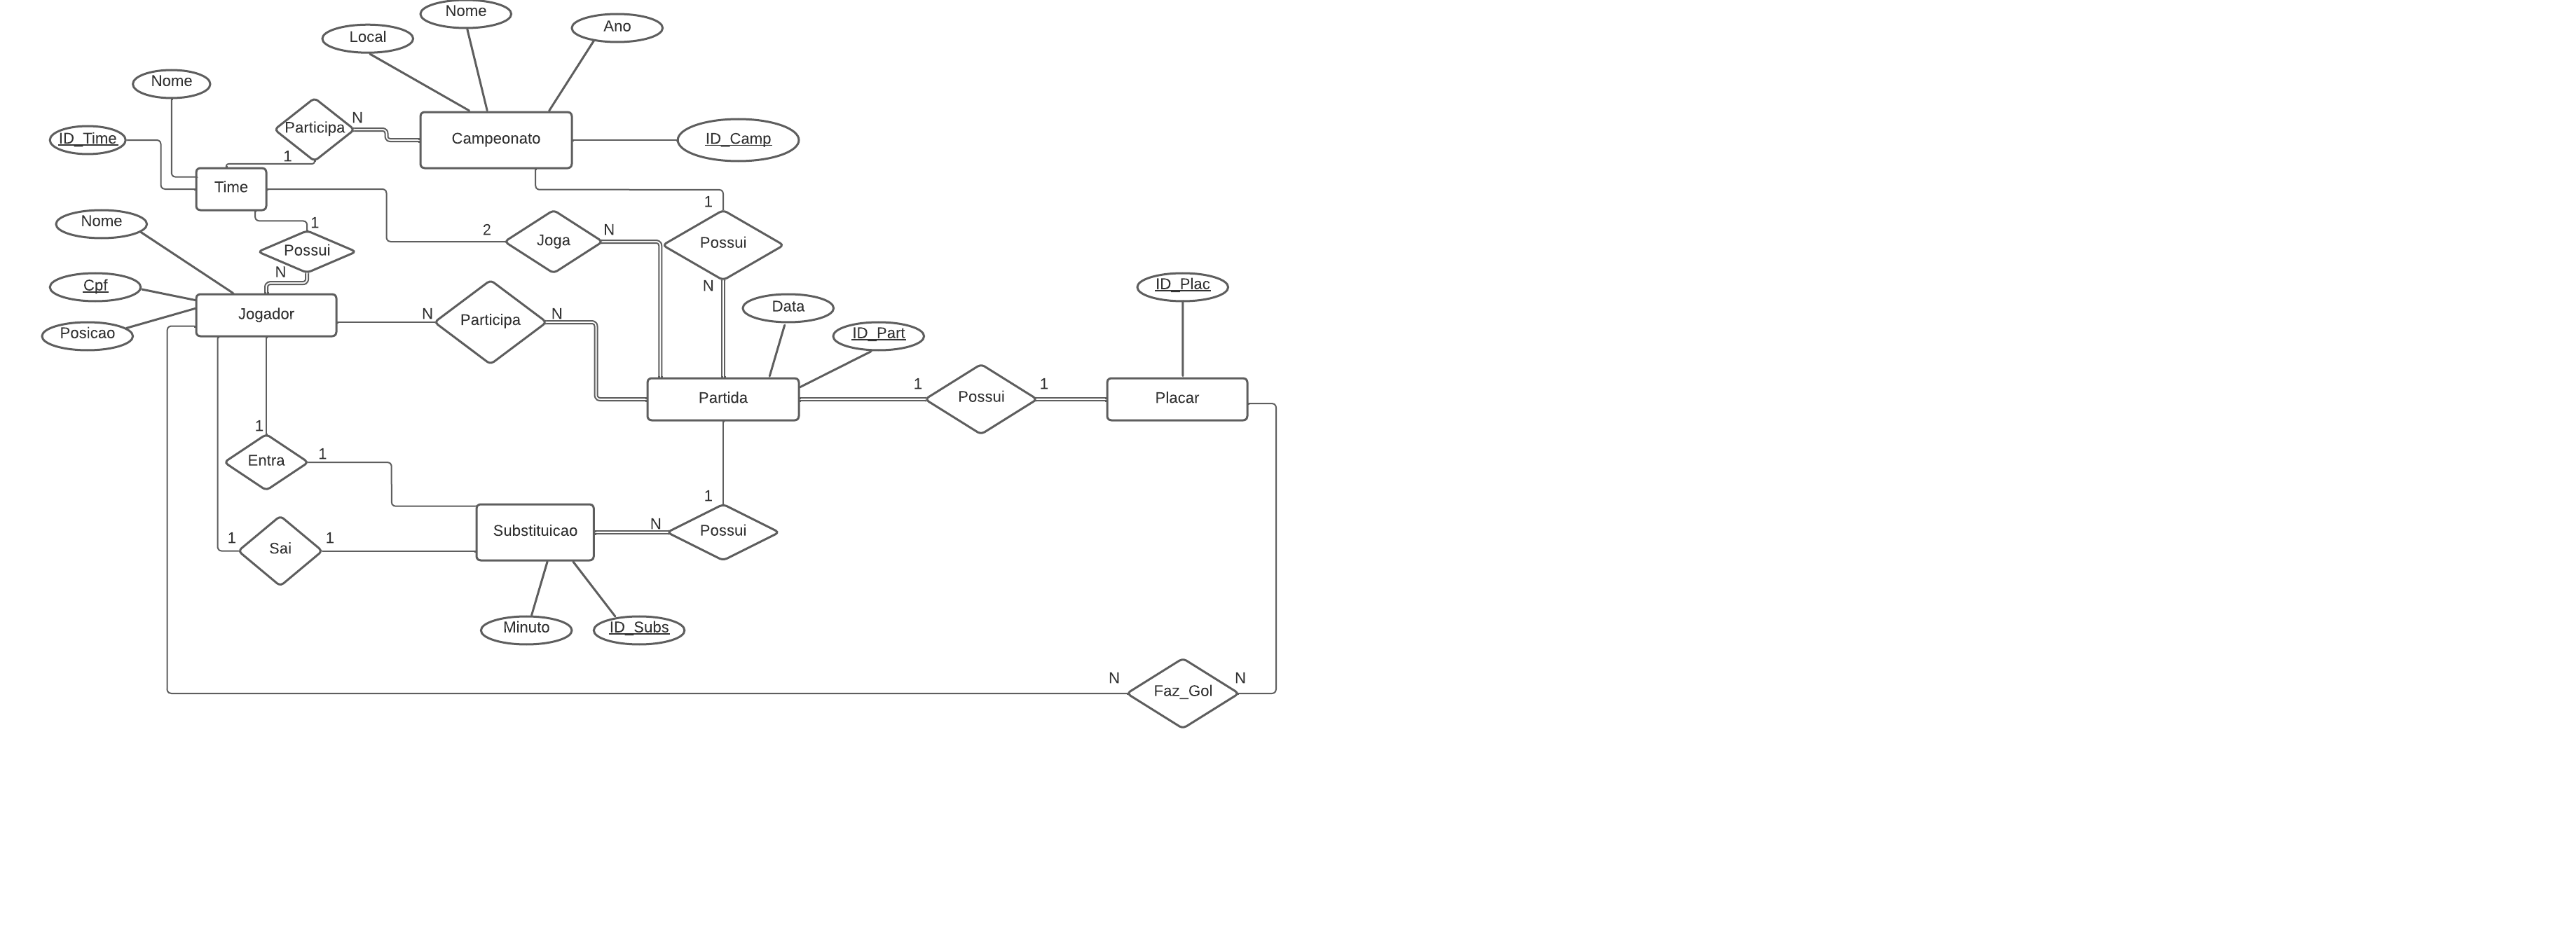 Nome
Ano
Local
Nome
Participa
N
Campeonato
ID_Time
ID_Camp
1
Time
1
Nome
1
2
Joga
N
Possui
Possui
N
Cpf
N
Data
ID_Plac
Jogador
N
Participa
N
Posicao
ID_Part
1
1
Partida
Possui
Placar
1
Entra
1
1
N
Substituicao
Possui
1
Sai
1
Minuto
ID_Subs
N
N
Faz_Gol